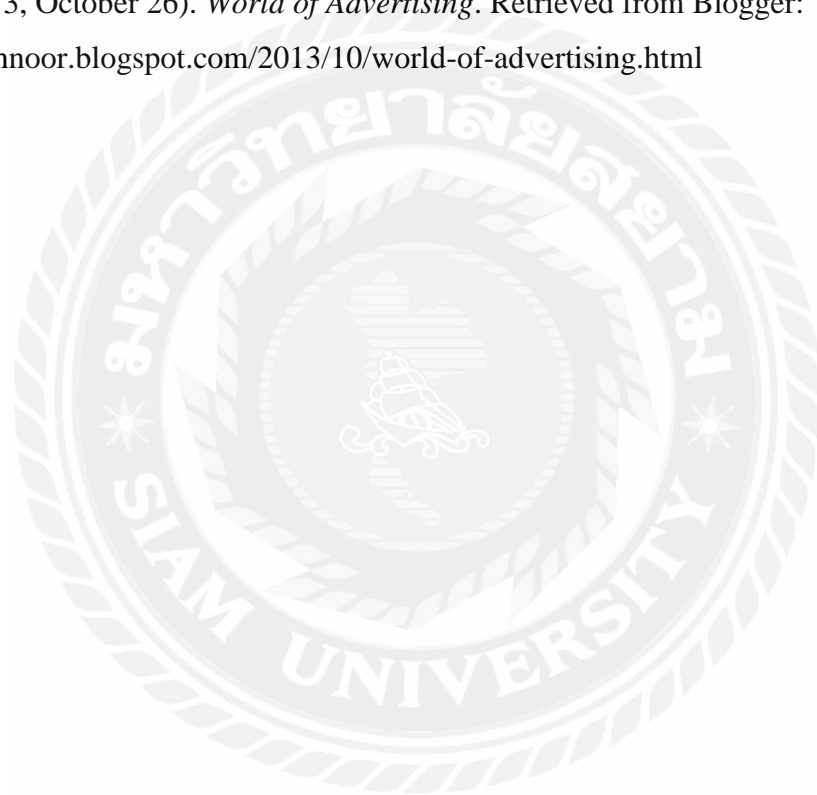 3, October 26). World of Advertising. Retrieved from Blogger:
nnoor.blogspot.com/2013/10/world-of-advertising.html
มหาวิทยาลัยสยาม
SIAM UNIVERSITY